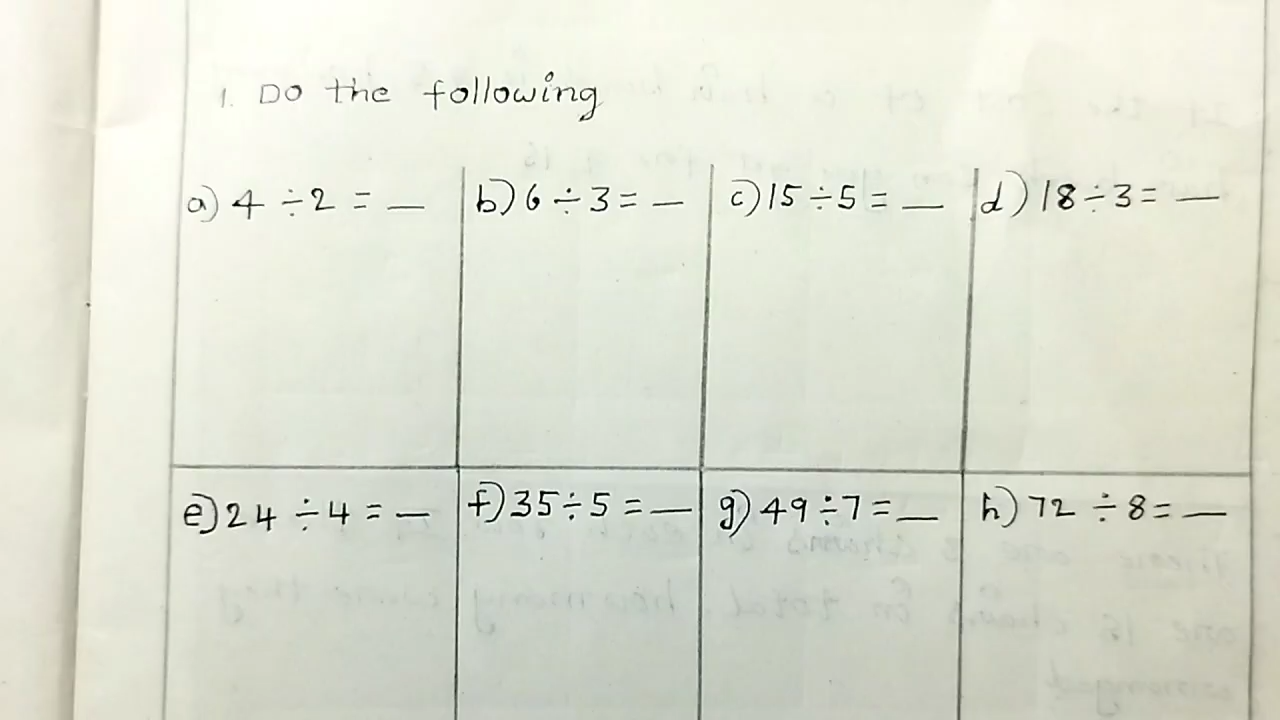 1. Do the following
a) 4 ÷ 2 = __ b) 6 ÷ 3 = __ c) 15 ÷ 5 = __ d) 18 ÷ 3 = __
e) 24 ÷ 4 = __ f) 35 ÷ 5 = __ g) 49 ÷ 7 = __ h) 72 ÷ 8 = __